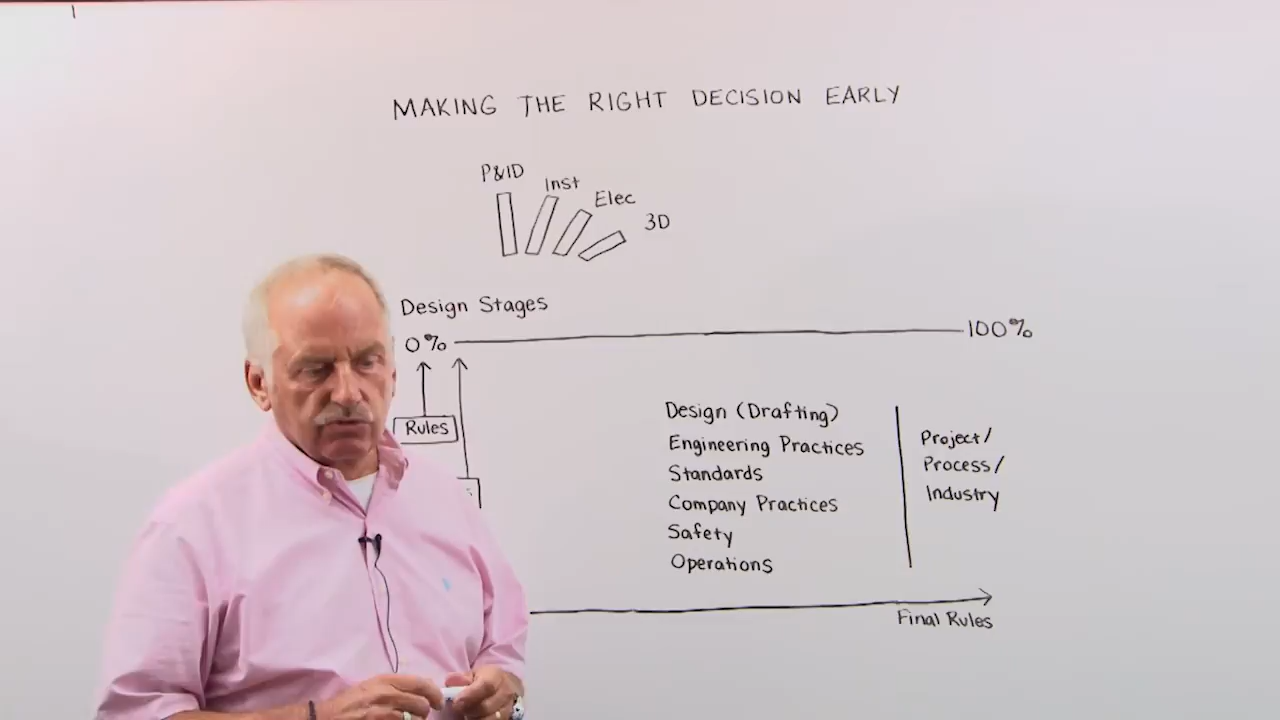 MAKING THE RIGHT DECISION EARLY
P&ID
Inst
Elec
3D
Design Stages
0%
100%
Rules
Design (Drafting)
Engineering Practices
Standards
Company Practices
Safety
Operations
Project/
Process/
Industry
Final Rules